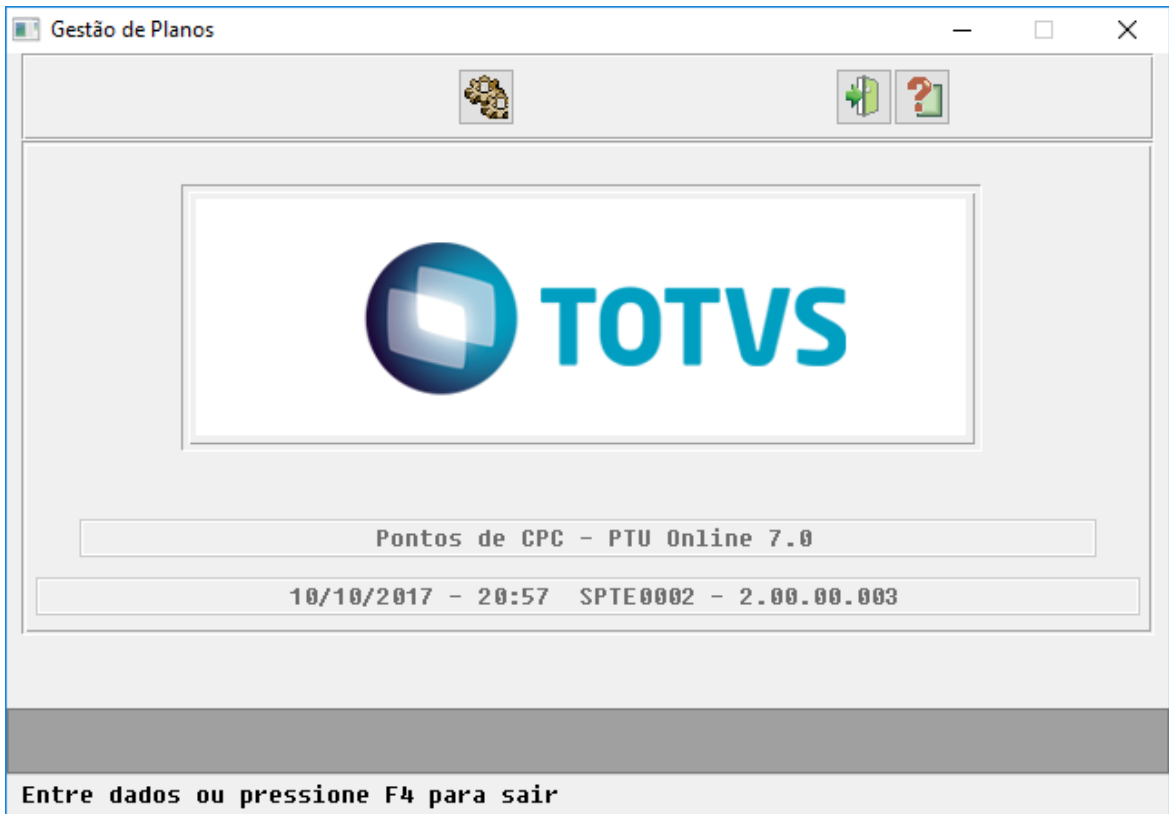 Gestão de Planos
TOTVS
Pontos de CPC - PTU Online 7.0
10/10/2017 - 20:57 SPTE0002 - 2.00.00.003
Entre dados ou pressione F4 para sair